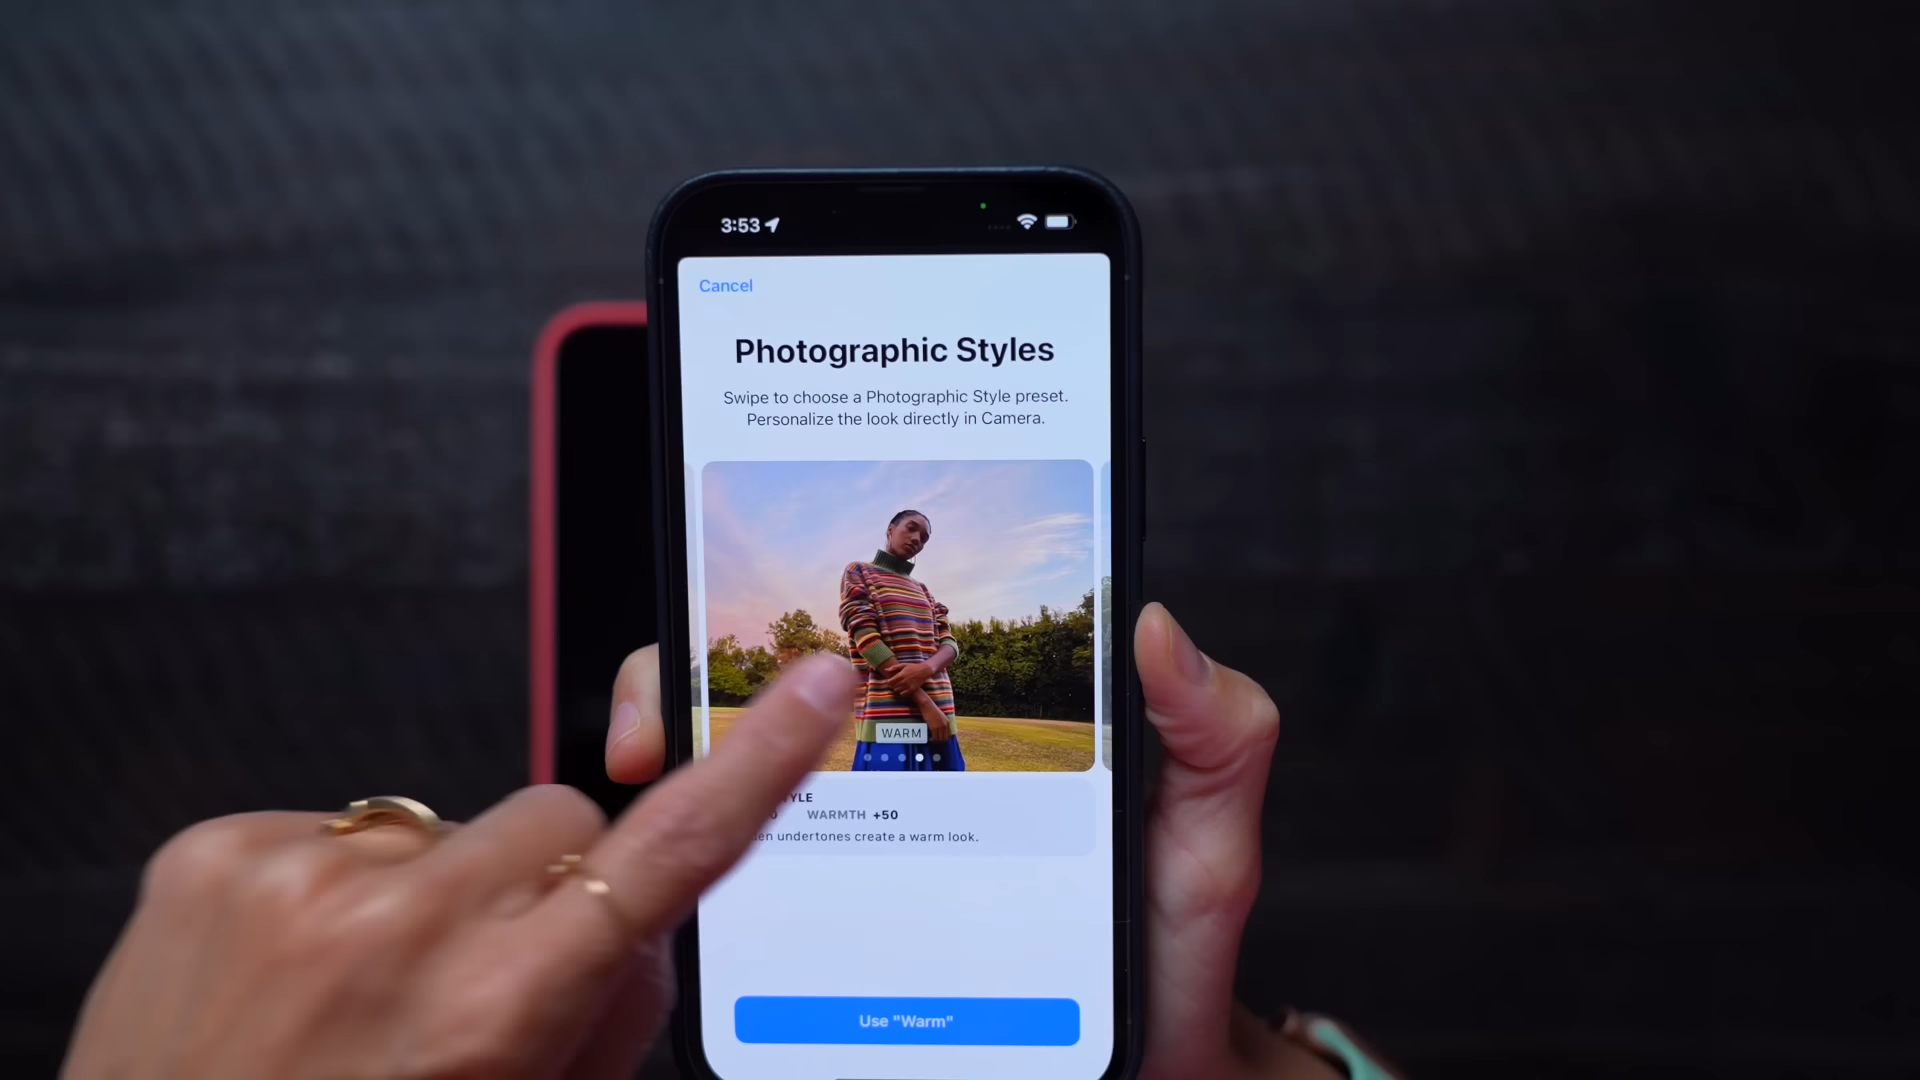 3:53
Cancel
Photographic Styles
Swipe to choose a Photographic Style preset.
Personalize the look directly in Camera.
WARM
WARMTH +50
undertones create a warm look.
Use "Warm"